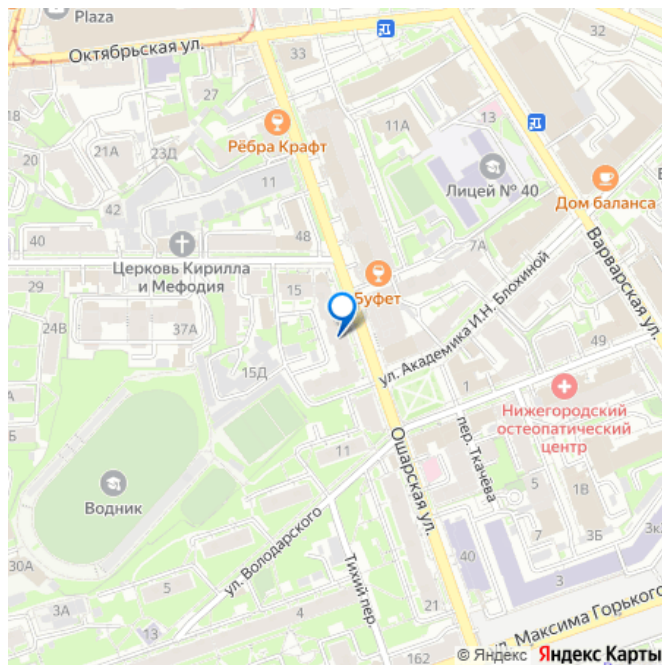 Plaza
Октябрьская ул.
33
32
27
11А
13
Рёбра Крафт
20
21А
23Д
Лицей № 40
Дом баланса
11
42
48
40
7А
Варварская ул.
Церковь Кирилла
и Мефодия
Буфет
29
15
ул. Академика И.Н. Блохиной
24В
37А
49
15Д
1
Нижегородский
остеопатический
центр
Ошарская ул.
пер. Ткачёва
11
5
1В
Водник
ул. Володарского
7
3Б
30А
40
3
Тихий пер.
5
3А
4
21
13
ул. Максима Горького
162
© Яндекс Яндекс Карты